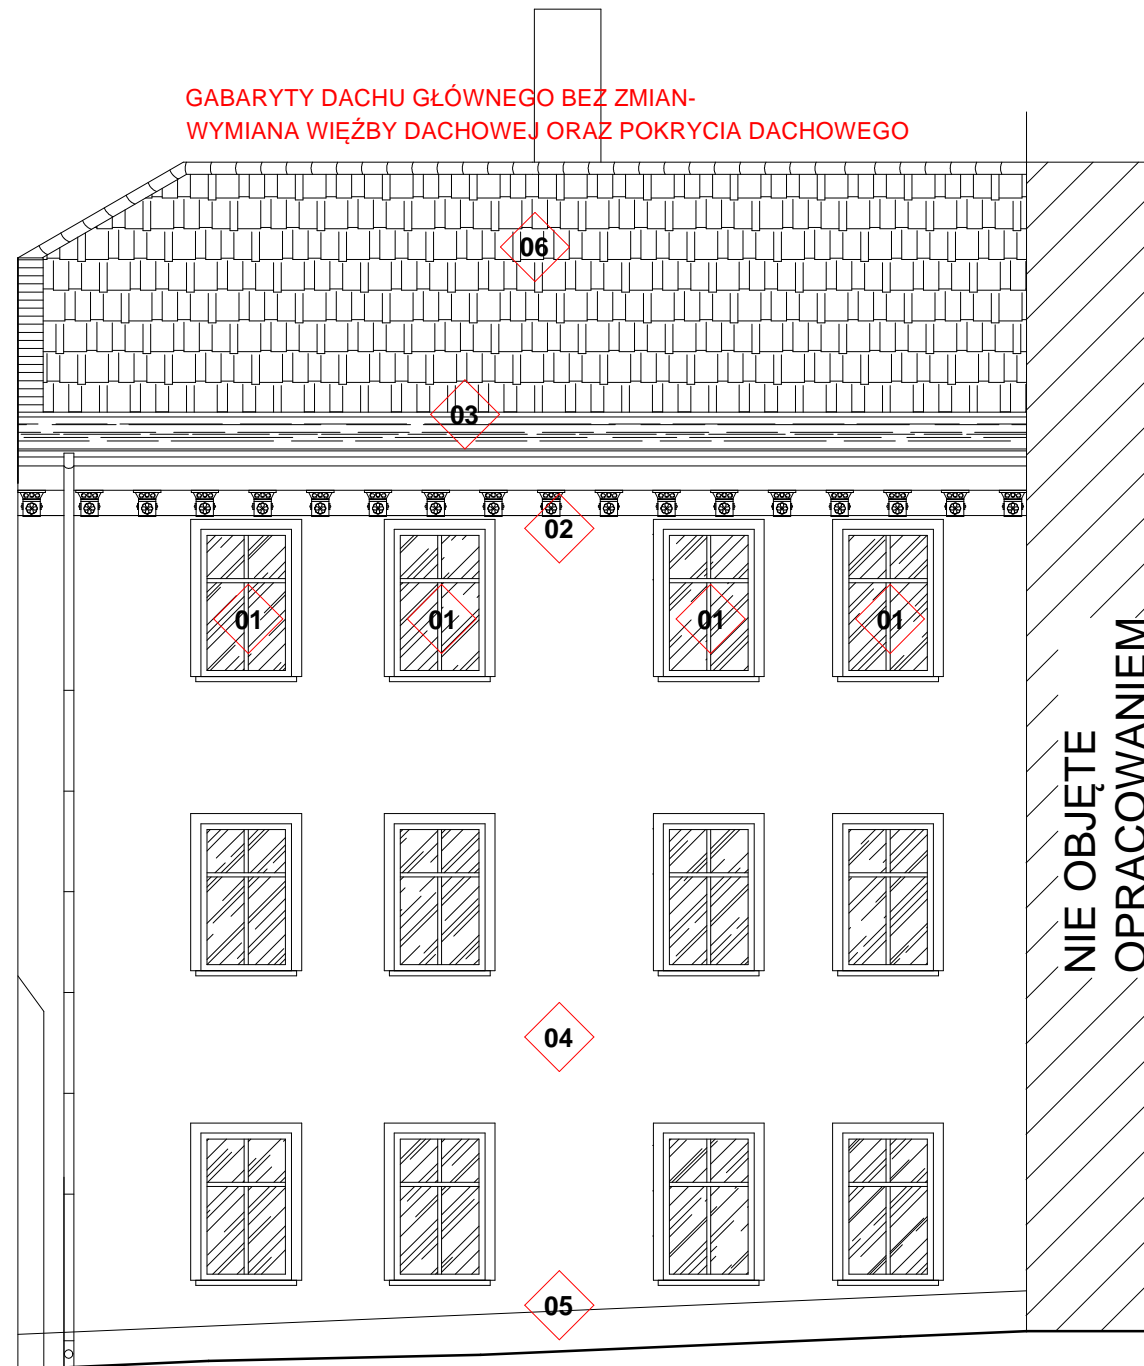 GABARYTY DACHU GŁÓWNEGO BEZ ZMIAN-
WYMIANA WIĘŹBY DACHOWEJ ORAZ POKRYCIA DACHOWEGO
06
03
02
01 01 01 01
NIE OBJĘTE
OPRACOWANIEM
04
05